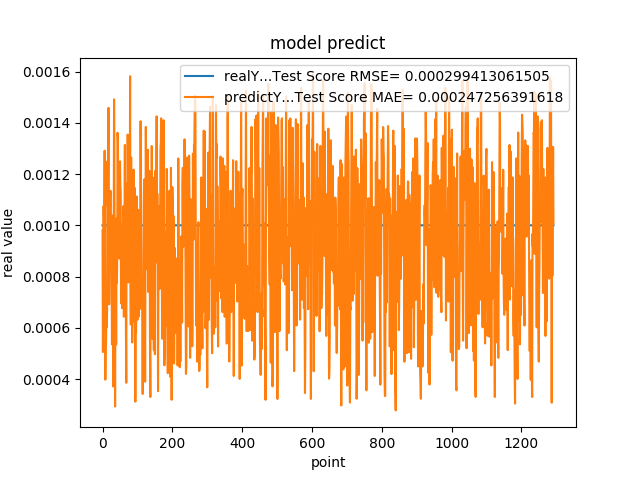 model predict
realY...Test Score RMSE= 0.000299413061505
predictY...Test Score MAE= 0.000247256391618
0.0016
0.0014
0.0012
0.0010
0.0008
0.0006
0.0004
real value
0 200 400 600 800 1000 1200
point